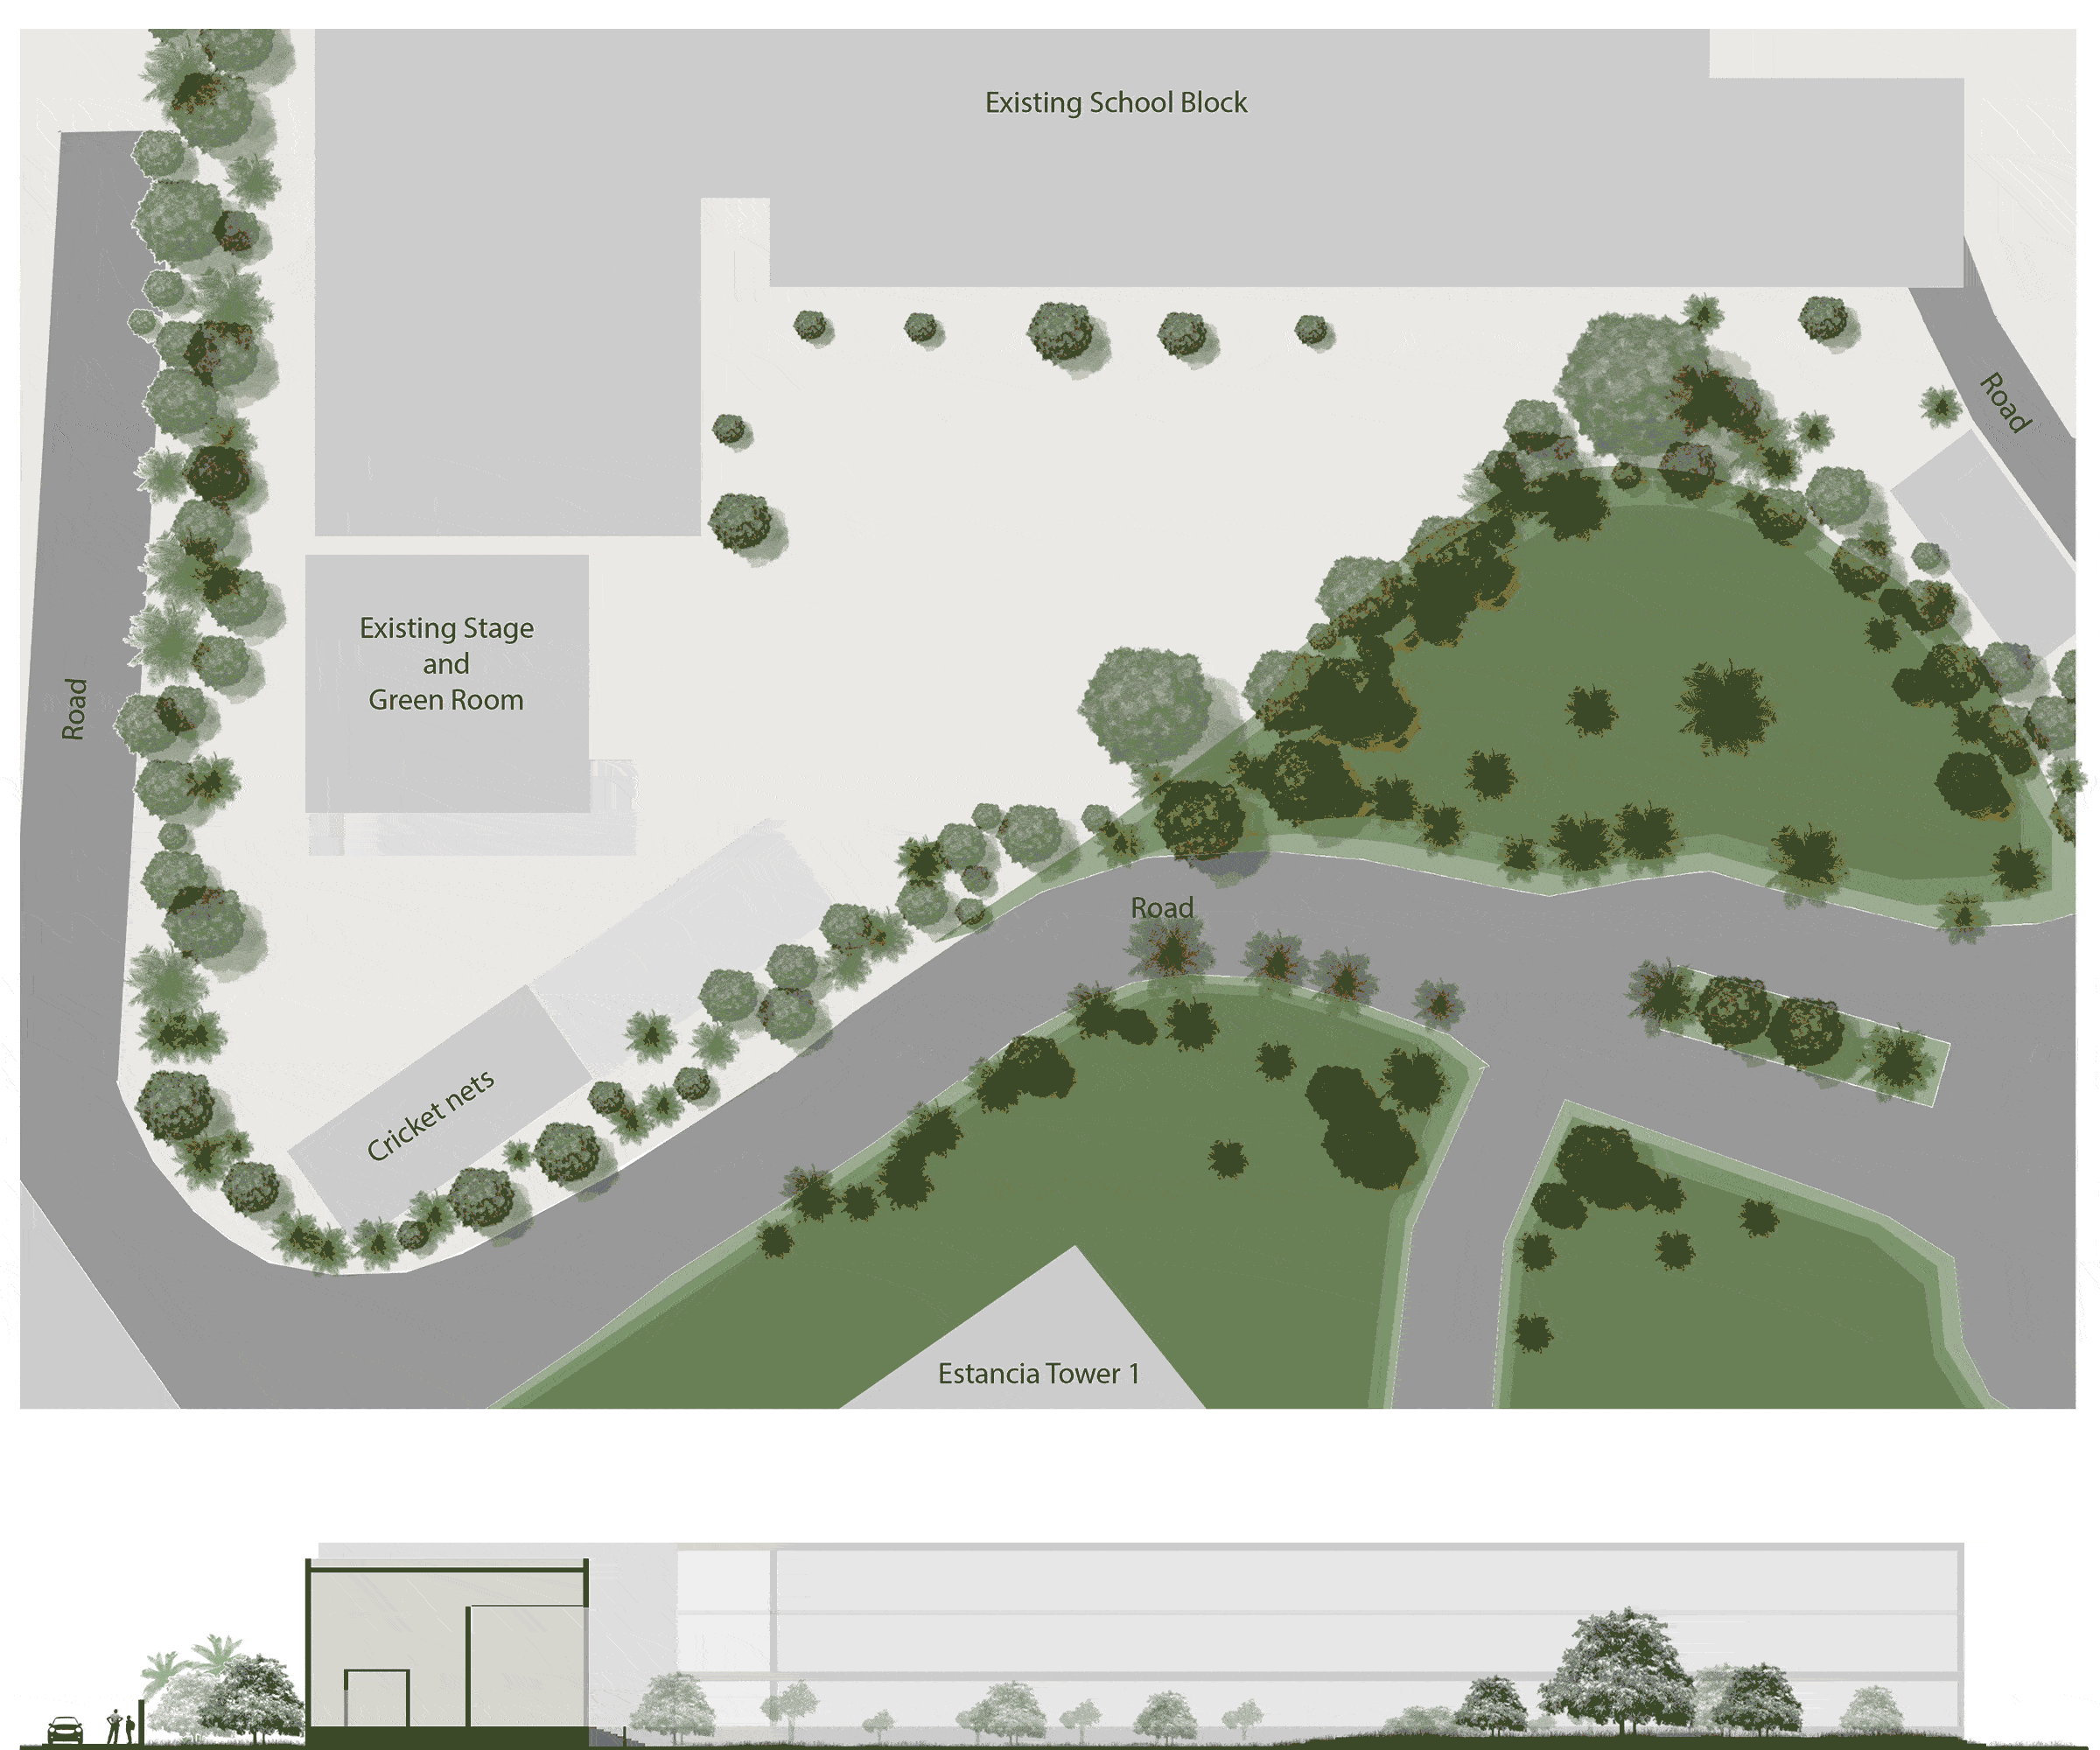 Existing School Block
Road
Existing Stage
and
Green Room
Road
Road
Cricket nets
Estancia Tower 1